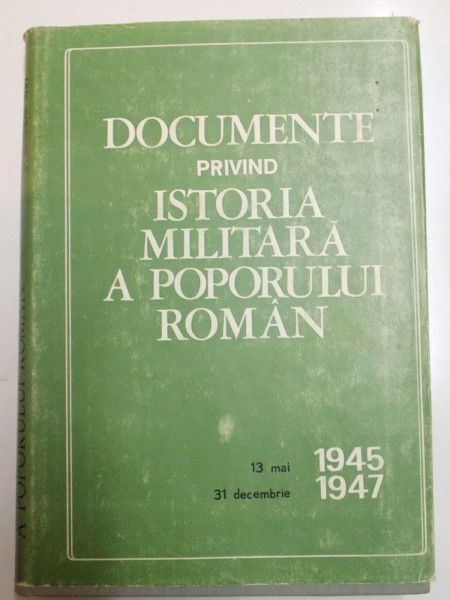 DOCUMENTE
PRIVIND
ISTORIA
MILITARĂ
A POPORULUI
ROMÂN
13 mai 1945
31 decembrie 1947
A POPORULUI ROMÂN